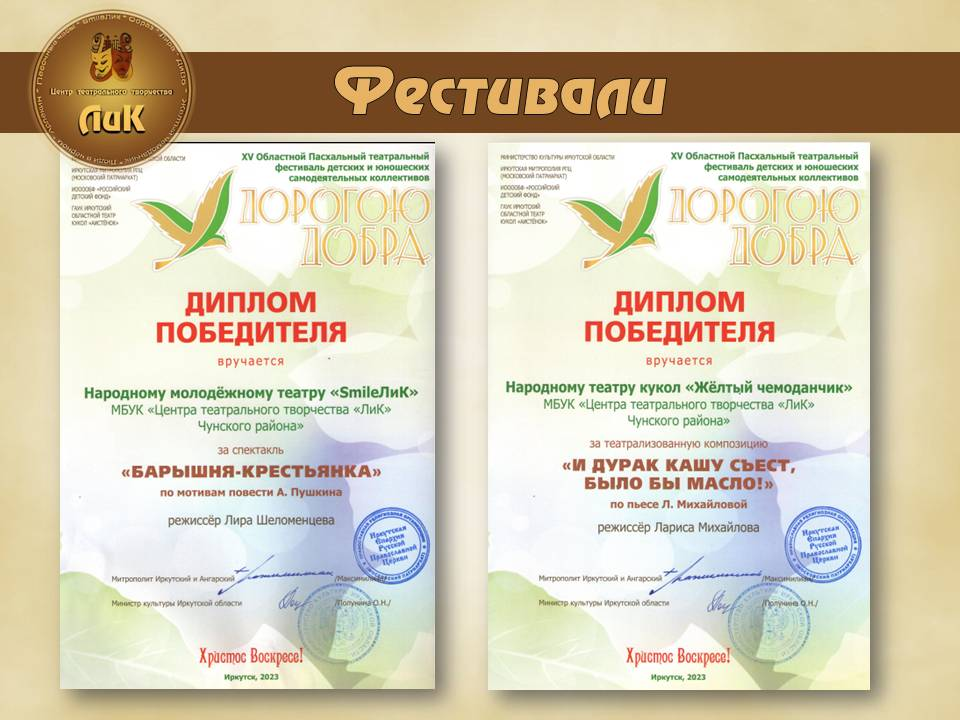 Фестивали
Центр театрального творчества
ЛиК
ОБЛАСТИ
ИРКУТСКАЯ МИТРОПОЛИЯ РПЦ
(МОСКОВСКИЙ ПАТРИАРХАТ)
ИОООБФ «РОССИЙСКИЙ
ДЕТСКИЙ ФОНД»
ГАУК ИРКУТСКИЙ
ОБЛАСТНОЙ ТЕАТР
КУКОЛ «АИСТЁНОК»
XV Областной Пасхальный театральный
фестиваль детских и юношеских
самодеятельных коллективов
ДОРОГОЮ
ДОБРА
ДИПЛОМ
ПОБЕДИТЕЛЯ
вручается
Народному молодёжному театру «SmileЛиК»
МБУК «Центра театрального творчества «ЛиК»
Чунского района»
за спектакль
«БАРЫШНЯ-КРЕСТЬЯНКА»
по мотивам повести А. Пушкина
режиссёр Лира Шеломенцева
Иркутская
Епархия
Русской
Православной
Церкви
Митрополит Иркутский и Ангарский /Максимилиан/
Министр культуры Иркутской области /Полунина О.Н./
Христос Воскресе!
Иркутск, 2023
МИНИСТЕРСТВО КУЛЬТУРЫ ИРКУТСКОЙ ОБЛАСТИ
ИРКУТСКАЯ МИТРОПОЛИЯ РПЦ
(МОСКОВСКИЙ ПАТРИАРХАТ)
ИОООБФ «РОССИЙСКИЙ
ДЕТСКИЙ ФОНД»
ГАУК ИРКУТСКИЙ
ОБЛАСТНОЙ ТЕАТР
КУКОЛ «АИСТЁНОК»
XV Областной Пасхальный театральный
фестиваль детских и юношеских
самодеятельных коллективов
ДОРОГОЮ
ДОБРА
ДИПЛОМ
ПОБЕДИТЕЛЯ
вручается
Народному театру кукол «Жёлтый чемоданчик»
МБУК «Центра театрального творчества «ЛиК»
Чунского района»
за театрализованную композицию
«И ДУРАК КАШУ СЪЕСТ,
БЫЛО БЫ МАСЛО!»
по пьесе Л. Михайловой
режиссёр Лариса Михайлова
Иркутская
Епархия
Русской
Православной
Церкви
Митрополит Иркутский и Ангарский /Максимилиан/
Министр культуры Иркутской области /Полунина О.Н./
Христос Воскресе!
Иркутск, 2023